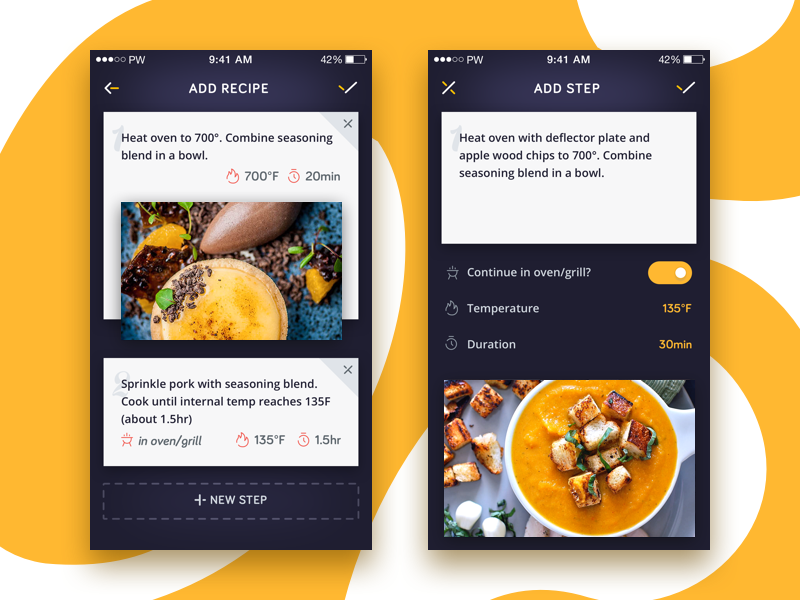 PW 9:41 AM 42%
ADD RECIPE
1
Heat oven to 700°. Combine seasoning
blend in a bowl.
700°F 20min
2
Sprinkle pork with seasoning blend.
Cook until internal temp reaches 135F
(about 1.5hr)
in oven/grill 135°F 1.5hr
NEW STEP
PW 9:41 AM 42%
ADD STEP
1
Heat oven with deflector plate and
apple wood chips to 700°. Combine
seasoning blend in a bowl.
Continue in oven/grill?
Temperature 135°F
Duration 30min